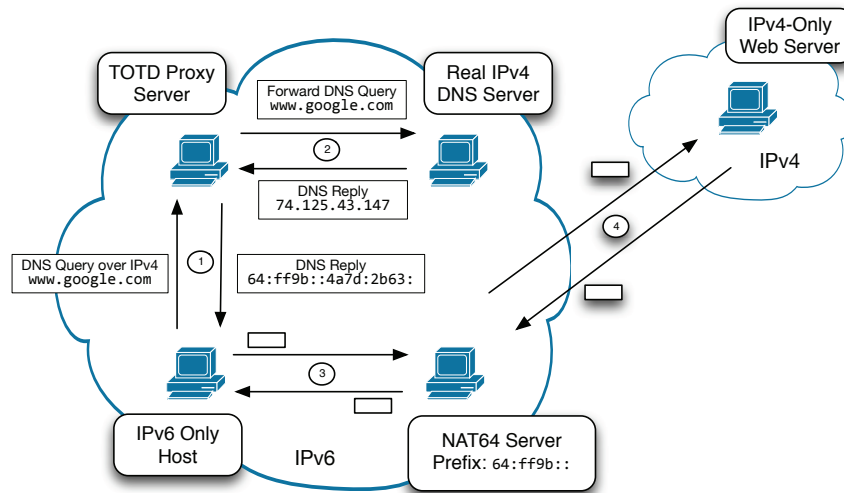 IPv4-Only
Web Server
TOTD Proxy
Server
Real IPv4
DNS Server
Forward DNS Query
www.google.com
2
DNS Reply
74.125.43.147
IPv4
4
DNS Query over IPv4
www.google.com
1
DNS Reply
64:ff9b::4a7d:2b63:
3
IPv6 Only
Host
IPv6
NAT64 Server
Prefix: 64:ff9b::